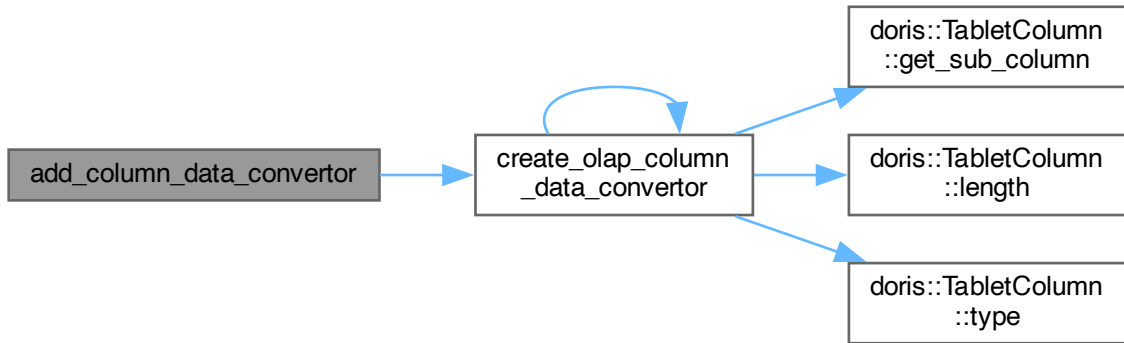 add_column_data_convertor
create_olap_column
_data_convertor
doris::TabletColumn
::get_sub_column
doris::TabletColumn
::length
doris::TabletColumn
::type